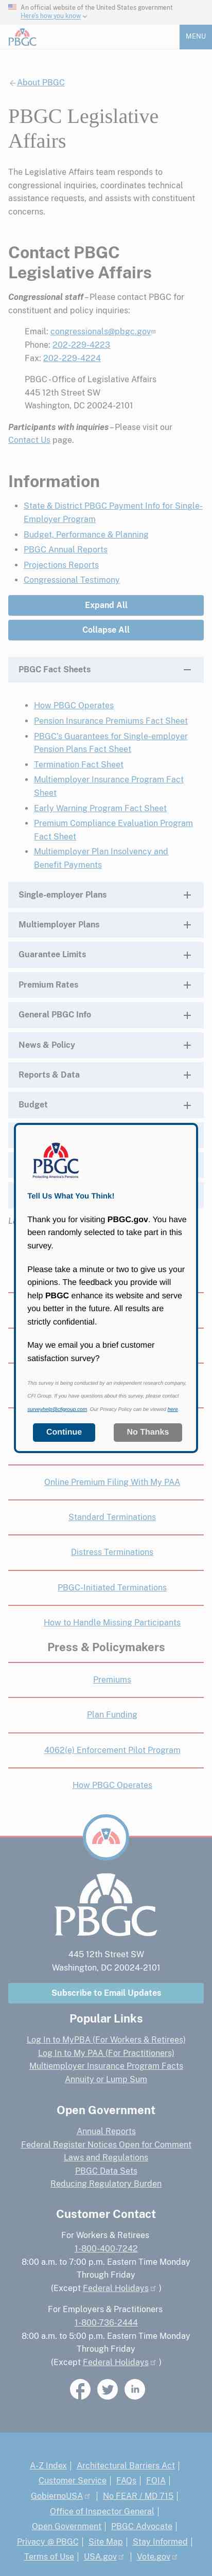 An official website of the United States government
Here's how you know
PBGC
MENU
About PBGC
PBGC Legislative
Affairs
The Legislative Affairs team responds to
congressional inquiries, coordinates technical
assistance requests, and assists with constituent
concerns.
Contact PBGC
Legislative Affairs
Congressional staff – Please contact PBGC for
constituent and policy inquiries:
Email: congressionals@pbgc.gov
Phone: 202-229-4223
Fax: 202-229-4224
PBGC - Office of Legislative Affairs
445 12th Street SW
Washington, DC 20024-2101
Participants with inquiries – Please visit our
Contact Us page.
Information
State & District PBGC Payment Info for Single-
Employer Program
Budget, Performance & Planning
PBGC Annual Reports
Projections Reports
Congressional Testimony
Expand All
Collapse All
PBGC Fact Sheets
How PBGC Operates
Pension Insurance Premiums Fact Sheet
PBGC's Guarantees for Single-employer
Pension Plans Fact Sheet
Termination Fact Sheet
Multiemployer Insurance Program Fact
Sheet
Early Warning Program Fact Sheet
Premium Compliance Evaluation Program
Fact Sheet
Multiemployer Plan Insolvency and
Benefit Payments
Single-employer Plans
Multiemployer Plans
Guarantee Limits
Premium Rates
General PBGC Info
News & Policy
Reports & Data
Budget
PBGC
Protecting America's Pensions
Tell Us What You Think!
Thank you for visiting PBGC.gov. You have
been randomly selected to take part in this
survey.
Please take a minute or two to give us your
opinions. The feedback you provide will
help PBGC enhance its website and serve
you better in the future. All results are
strictly confidential.
May we email you a brief customer
satisfaction survey?
This survey is being conducted by an independent research company,
CFI Group. If you have questions about this survey, please contact
surveyhelp@cfigroup.com. Our Privacy Policy can be viewed here.
Continue
No Thanks
Online Premium Filing With My PAA
Standard Terminations
Distress Terminations
PBGC-Initiated Terminations
How to Handle Missing Participants
Press & Policymakers
Premiums
Plan Funding
4062(e) Enforcement Pilot Program
How PBGC Operates
PBGC
445 12th Street SW
Washington, DC 20024-2101
Subscribe to Email Updates
Popular Links
Log In to MyPBA (For Workers & Retirees)
Log In to My PAA (For Practitioners)
Multiemployer Insurance Program Facts
Annuity or Lump Sum
Open Government
Annual Reports
Federal Register Notices Open for Comment
Laws and Regulations
PBGC Data Sets
Reducing Regulatory Burden
Customer Contact
For Workers & Retirees
1-800-400-7242
8:00 a.m. to 7:00 p.m. Eastern Time Monday
Through Friday
(Except Federal Holidays )
For Employers & Practitioners
1-800-736-2444
8:00 a.m. to 5:00 p.m. Eastern Time Monday
Through Friday
(Except Federal Holidays )
A-Z Index | Architectural Barriers Act |
Customer Service | FAQs | FOIA |
GobiernoUSA | No FEAR / MD 715 |
Office of Inspector General |
Open Government | PBGC Advocate |
Privacy @ PBGC | Site Map | Stay Informed |
Terms of Use | USA.gov | Vote.gov